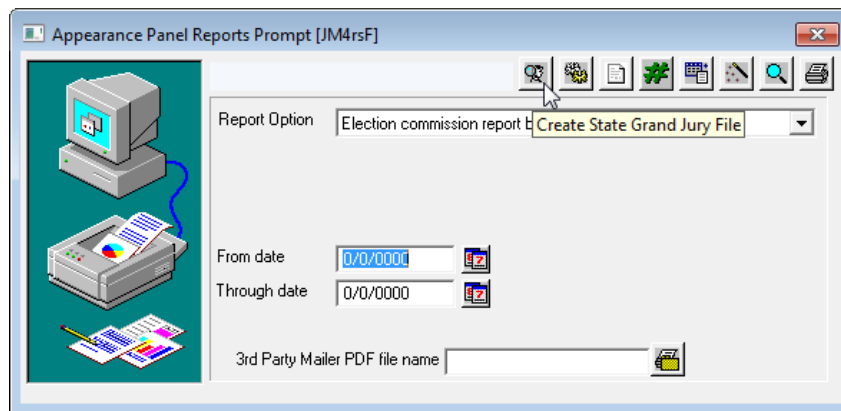 Appearance Panel Reports Prompt [JM4rsF]
Report Option
Election commission report
Create State Grand Jury File
From date
0/0/0000
Through date
0/0/0000
3rd Party Mailer PDF file name